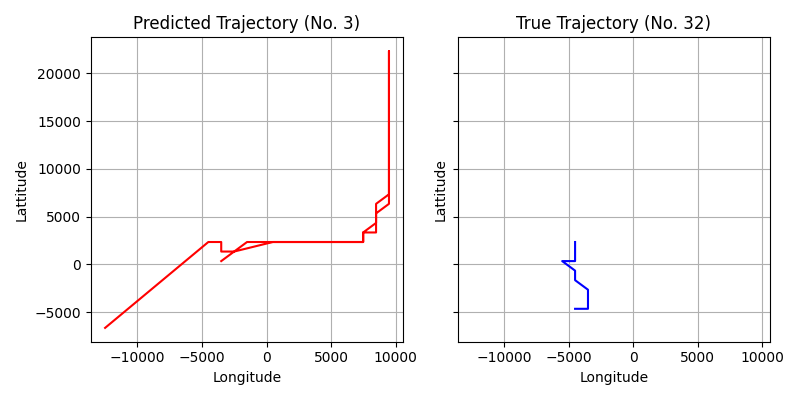 Predicted Trajectory (No. 3)
True Trajectory (No. 32)
Lattitude
20000
15000
10000
5000
0
−5000
−10000 −5000 0 5000 10000
Longitude
Lattitude
−10000 −5000 0 5000 10000
Longitude